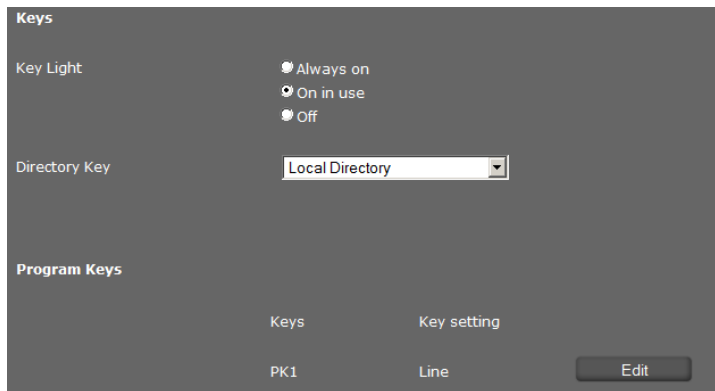 Keys
Key Light
Always on
On in use
Off
Directory Key
Local Directory
Program Keys
Keys Key setting
PK1 Line Edit